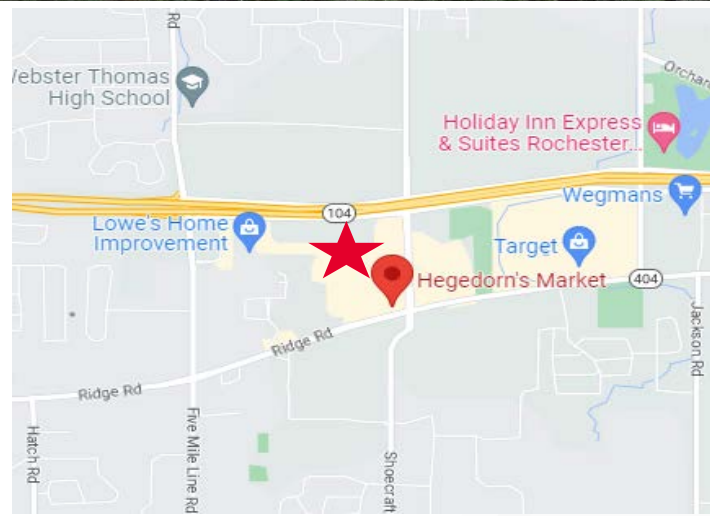 Rd
Webster Thomas
High School
Orchar
Holiday Inn Express
& Suites Rochester...
Wegmans
104
Lowe's Home
Improvement
Target
Hegedorn's Market
404
Ridge Rd
Ridge Rd
Jackson Rd
Hatch Rd
Five Mile Line Rd
Shoecraft